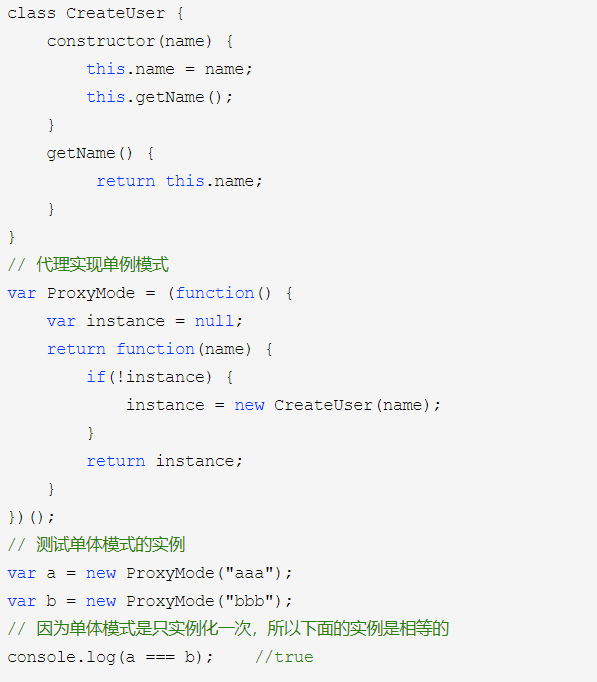 class CreateUser {
    constructor(name) {
        this.name = name;
        this.getName();
    }
    getName() {
         return this.name;
    }
}
// 代理实现单例模式
var ProxyMode = (function() {
    var instance = null;
    return function(name) {
        if(!instance) {
            instance = new CreateUser(name);
        }
        return instance;
    }
})();
// 测试单体模式的实例
var a = new ProxyMode("aaa");
var b = new ProxyMode("bbb");
// 因为单体模式是只实例化一次，所以下面的实例是相等的
console.log(a === b);    //true